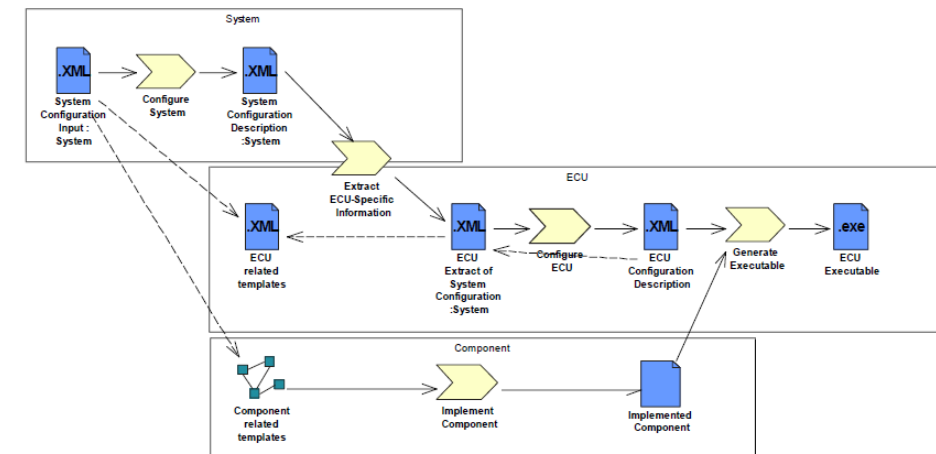 System
.XML
.XML
System
Configuration
Input :
System
Configure
System
System
Configuration
Description
:System
ECU
Extract
ECU-Specific
Information
.XML
.XML
.XML
.exe
ECU
related
templates
ECU
Extract of
System
Configuration
:System
Configure
ECU
ECU
Configuration
Description
Generate
Executable
ECU
Executable
Component
Component
related
templates
Implement
Component
Implemented
Component